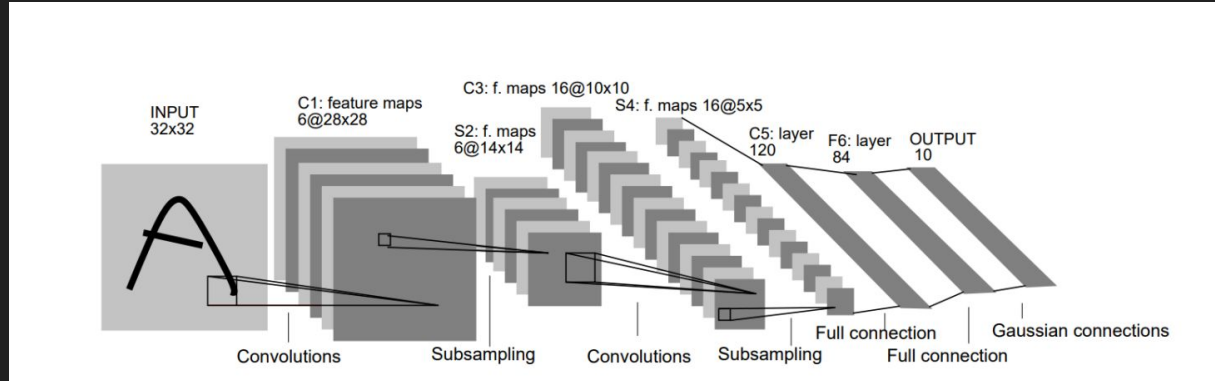 INPUT
32x32
C1: feature maps
6@28x28
S2: f. maps
6@14x14
C3: f. maps 16@10x10
S4: f. maps 16@5x5
C5: layer
120
F6: layer
84
OUTPUT
10
Convolutions
Subsampling
Convolutions
Subsampling
Full connection
Full connection
Gaussian connections